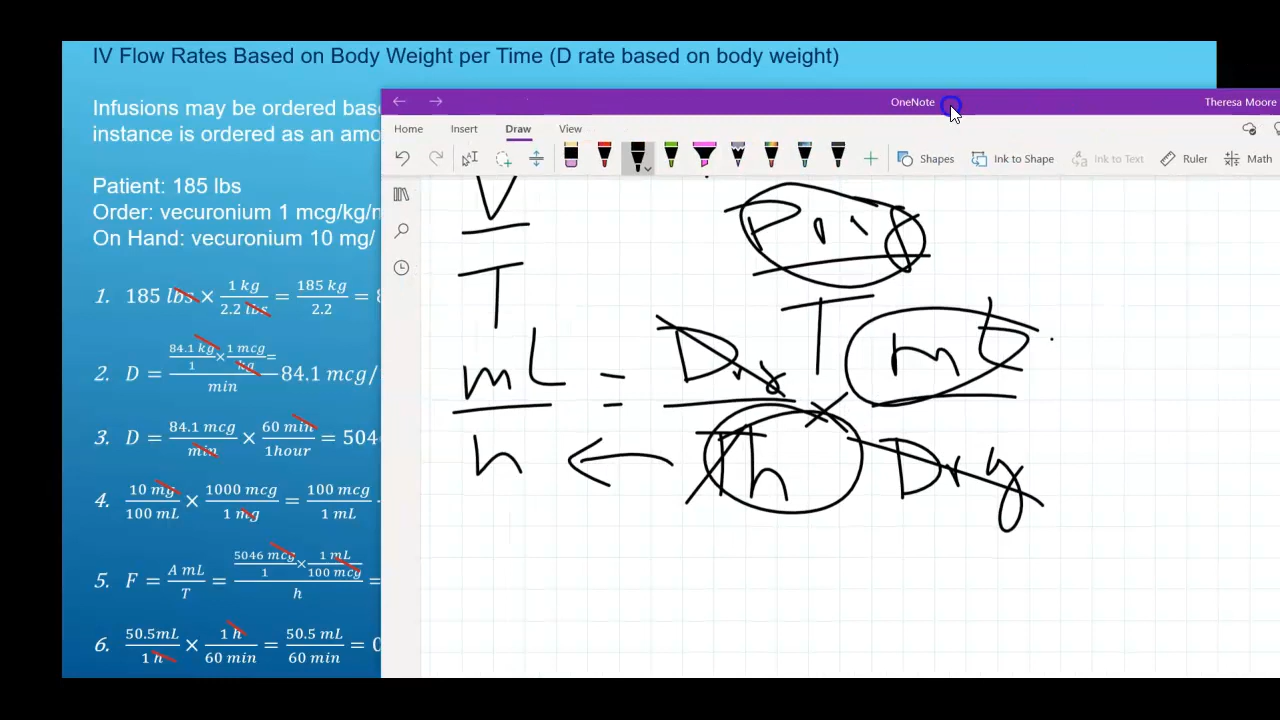 IV Flow Rates Based on Body Weight per Time (D rate based on body weight)
Infusions may be ordered bas
instance is ordered as an amo
Patient: 185 lbs
Order: vecuronium 1 mcg/kg/m
On Hand: vecuronium 10 mg/
1. 185 lbs × 1 kg / 2.2 lbs = 185 kg / 2.2 = 8
2. D = 84.1 kg / 1 × 1 mcg / kg = / min 84.1 mcg/
3. D = 84.1 mcg / min × 60 min / 1hour = 504
4. 10 mg / 100 mL × 1000 mcg / 1 mg = 100 mcg / 1 mL
5. F = A mL / T = 5046 mcg / 1 × 1 mL / 100 mcg / h =
6. 50.5mL / 1 h × 1 h / 60 min = 50.5 mL / 60 min = 0
OneNote
Theresa Moore
Home Insert Draw View
Shapes Ink to Shape Ink to Text Ruler Math
V
T
T
mL = Drg × mL
h ← Th Drg